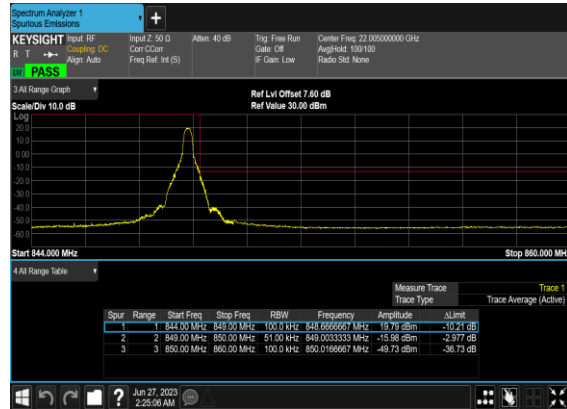 Spectrum Analyzer 1
Spurious Emissions
+
KEYSIGHT Input: RF Input Z: 50 Ω Atten: 40 dB Trig: Free Run Center Freq: 22.005000000 GHz
R T Coupling: DC Corr CCorr Gate: Off Avg|Hold: 100/100
Align: Auto Freq Ref: Int (S) IF Gain: Low Radio Std: None
PASS
3 All Range Graph
Ref Lvl Offset 7.60 dB
Scale/Div 10.0 dB Ref Value 30.00 dBm
Log
20.0
10.0
0.00
-10.0
-20.0
-30.0
-40.0
-50.0
-60.0
Start 844.000 MHz Stop 860.000 MH
4 All Range Table
Measure Trace Trace 1
Trace Type Trace Average (Active)
Spur Range Start Freq Stop Freq RBW Frequency Amplitude ΔLimit
1 1 844.00 MHz 849.00 MHz 100.0 kHz 848.6666667 MHz 19.79 dBm -10.21 dB
2 2 849.00 MHz 850.00 MHz 51.00 kHz 849.0033333 MHz -15.98 dBm -2.977 dB
3 3 850.00 MHz 860.00 MHz 100.0 kHz 850.0166667 MHz -49.73 dBm -36.73 dB
? Jun 27, 2023
2:25:06 AM